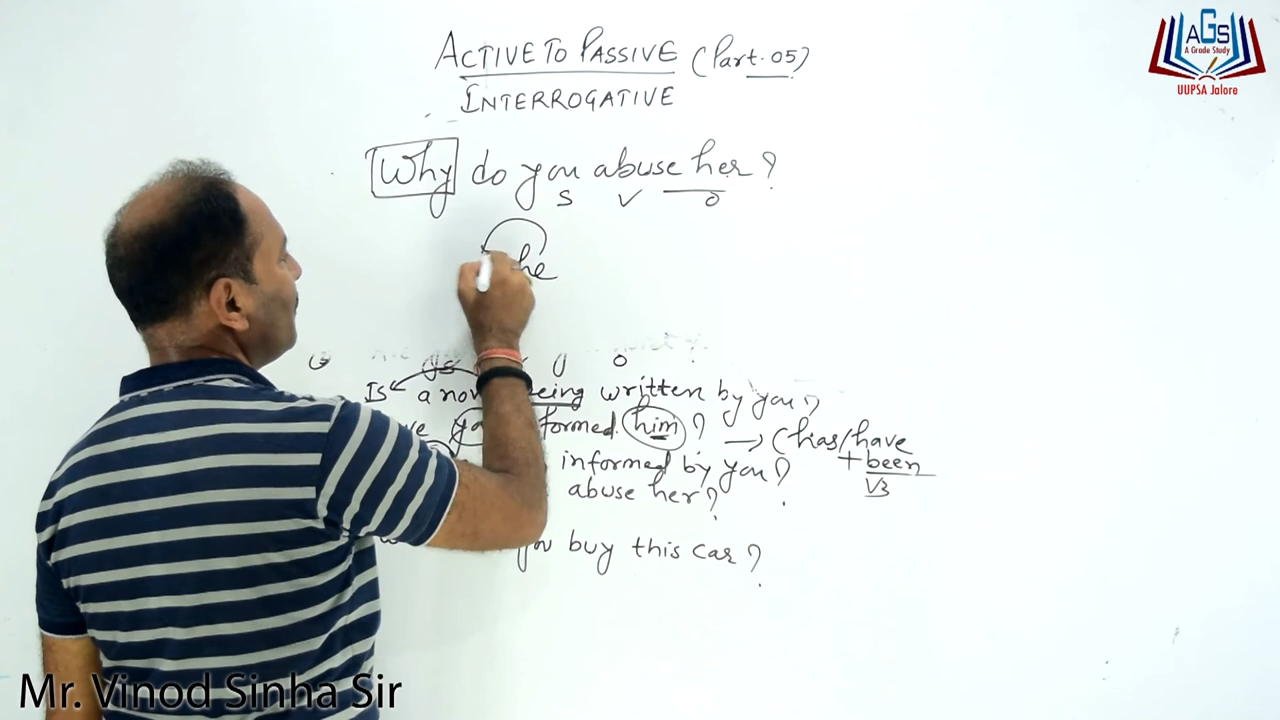 ACTIVE TO PASSIVE (Part. 05)
INTERROGATIVE
AGS
A Grade Study
UUPSA Jalore
Why do you abuse her ?
S V O
he
Is a being written by you ?
formed him ? → (has/have
+ been
V3
informed by you ?
abuse her ?
buy this car ?
Mr. Vinod Sinha Sir